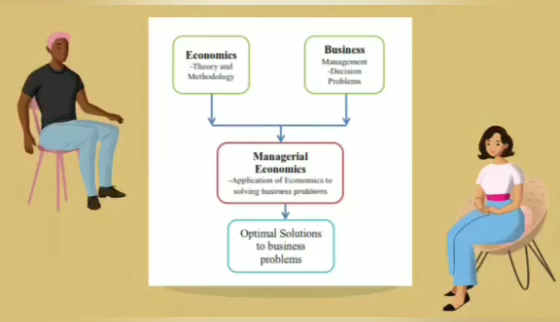 Economics
-Theory and
Methodology
Business
Management
-Decision
Problems
Managerial
Economics
-Application of Economics to
solving business problems
Optimal Solutions
to business
problems